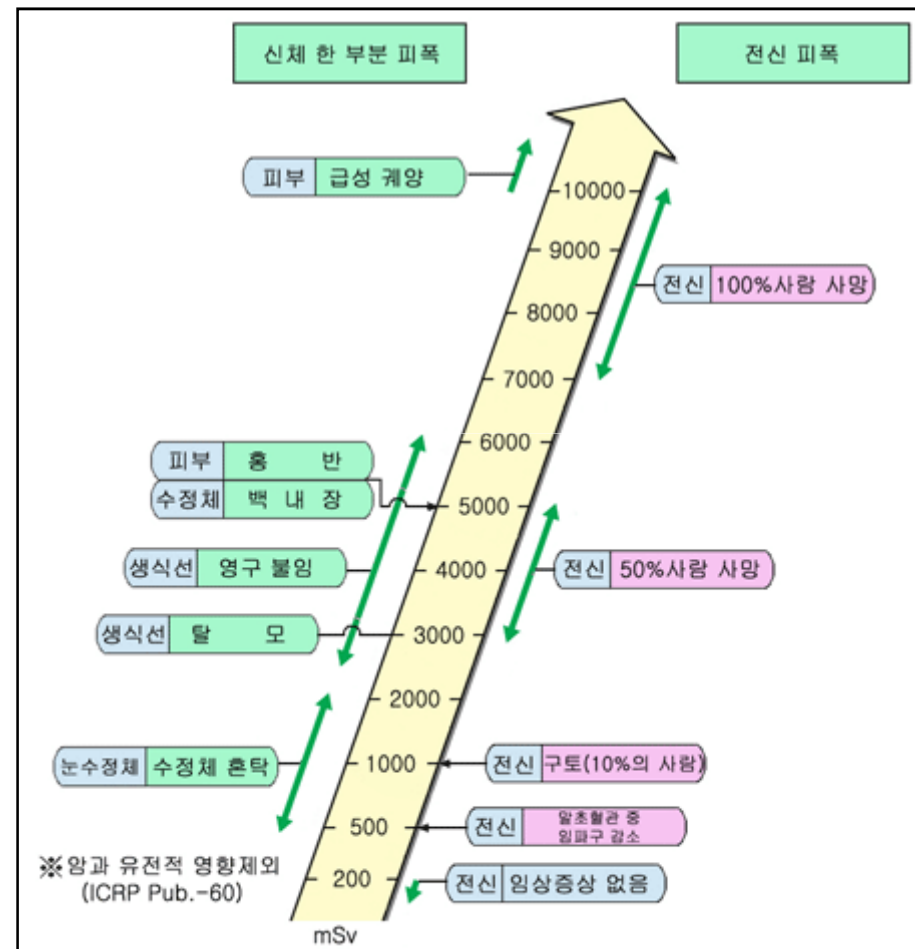 신체 한 부분 피폭
전신 피폭
피부 급성 궤양
10000
9000
전신 100%사람 사망
8000
7000
6000
피부 홍 반
수정체 백 내 장
5000
생식선 영구 불임
4000
전신 50%사람 사망
생식선 탈 모
3000
2000
눈수정체 수정체 혼탁
1000
전신 구토(10%의 사람)
500
전신 말초혈관 중
임파구 감소
※암과 유전적 영향제외
(ICRP Pub.-60)
200
전신 임상증상 없음
mSv